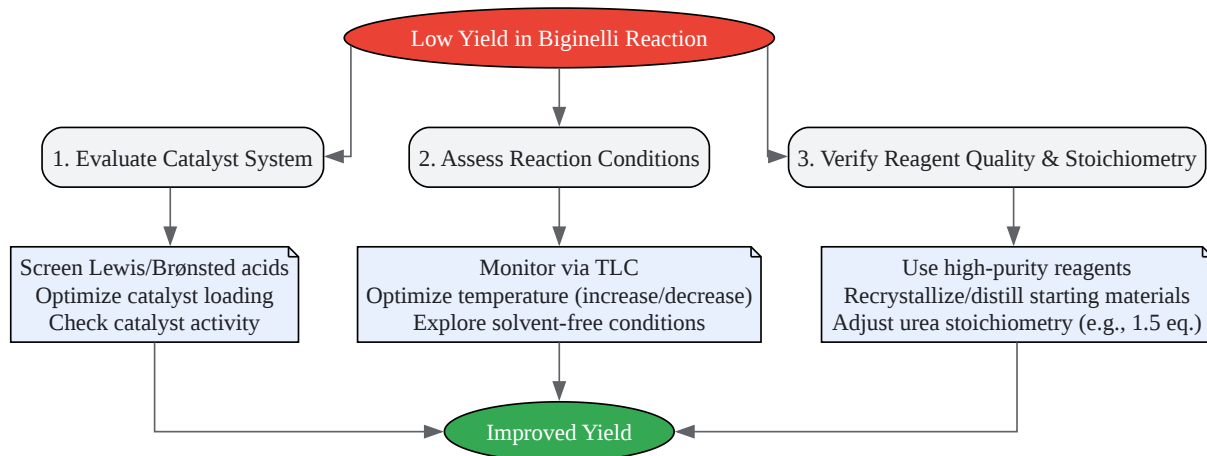 Low Yield in Biginelli Reaction
1. Evaluate Catalyst System
2. Assess Reaction Conditions
3. Verify Reagent Quality & Stoichiometry
Screen Lewis/Brønsted acids
Optimize catalyst loading
Check catalyst activity
Monitor via TLC
Optimize temperature (increase/decrease)
Explore solvent-free conditions
Use high-purity reagents
Recrystallize/distill starting materials
Adjust urea stoichiometry (e.g., 1.5 eq.)
Improved Yield